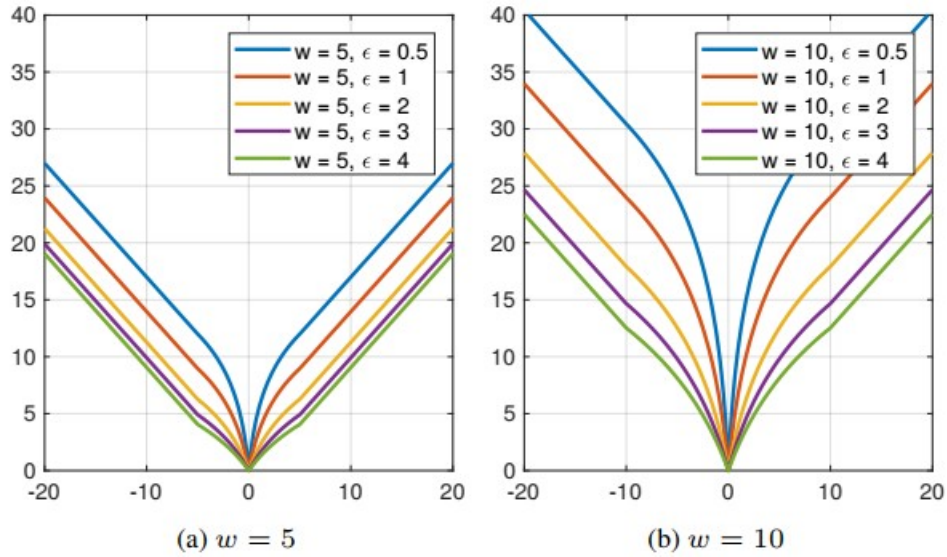 40
35
30
25
20
15
10
5
0
-20 -10 0 10 20
w = 5, ϵ = 0.5
w = 5, ϵ = 1
w = 5, ϵ = 2
w = 5, ϵ = 3
w = 5, ϵ = 4
(a) w = 5
40
35
30
25
20
15
10
5
0
-20 -10 0 10 20
w = 10, ϵ = 0.5
w = 10, ϵ = 1
w = 10, ϵ = 2
w = 10, ϵ = 3
w = 10, ϵ = 4
(b) w = 10